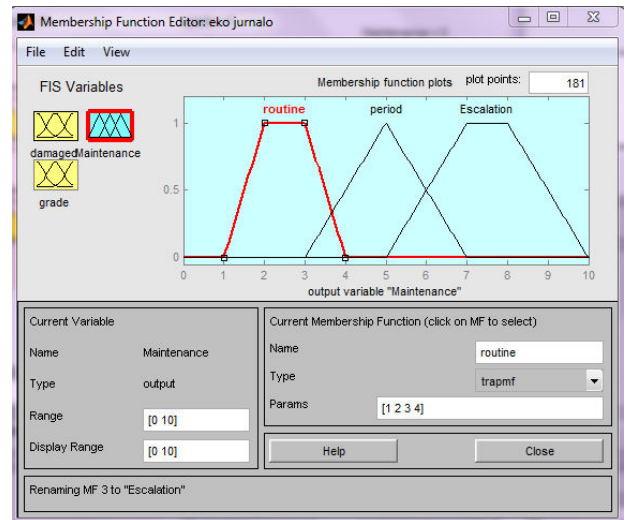 Membership Function Editor: eko jurnalo
File Edit View
FIS Variables
Membership function plots plot points: 181
damaged Maintenance
grade
routine period Escalation
1
0.5
0
0 1 2 3 4 5 6 7 8 9 10
output variable "Maintenance"
Current Variable
Name Maintenance
Type output
Range [0 10]
Display Range [0 10]
Current Membership Function (click on MF to select)
Name routine
Type trapmf
Params [1 2 3 4]
Help Close
Renaming MF 3 to "Escalation"